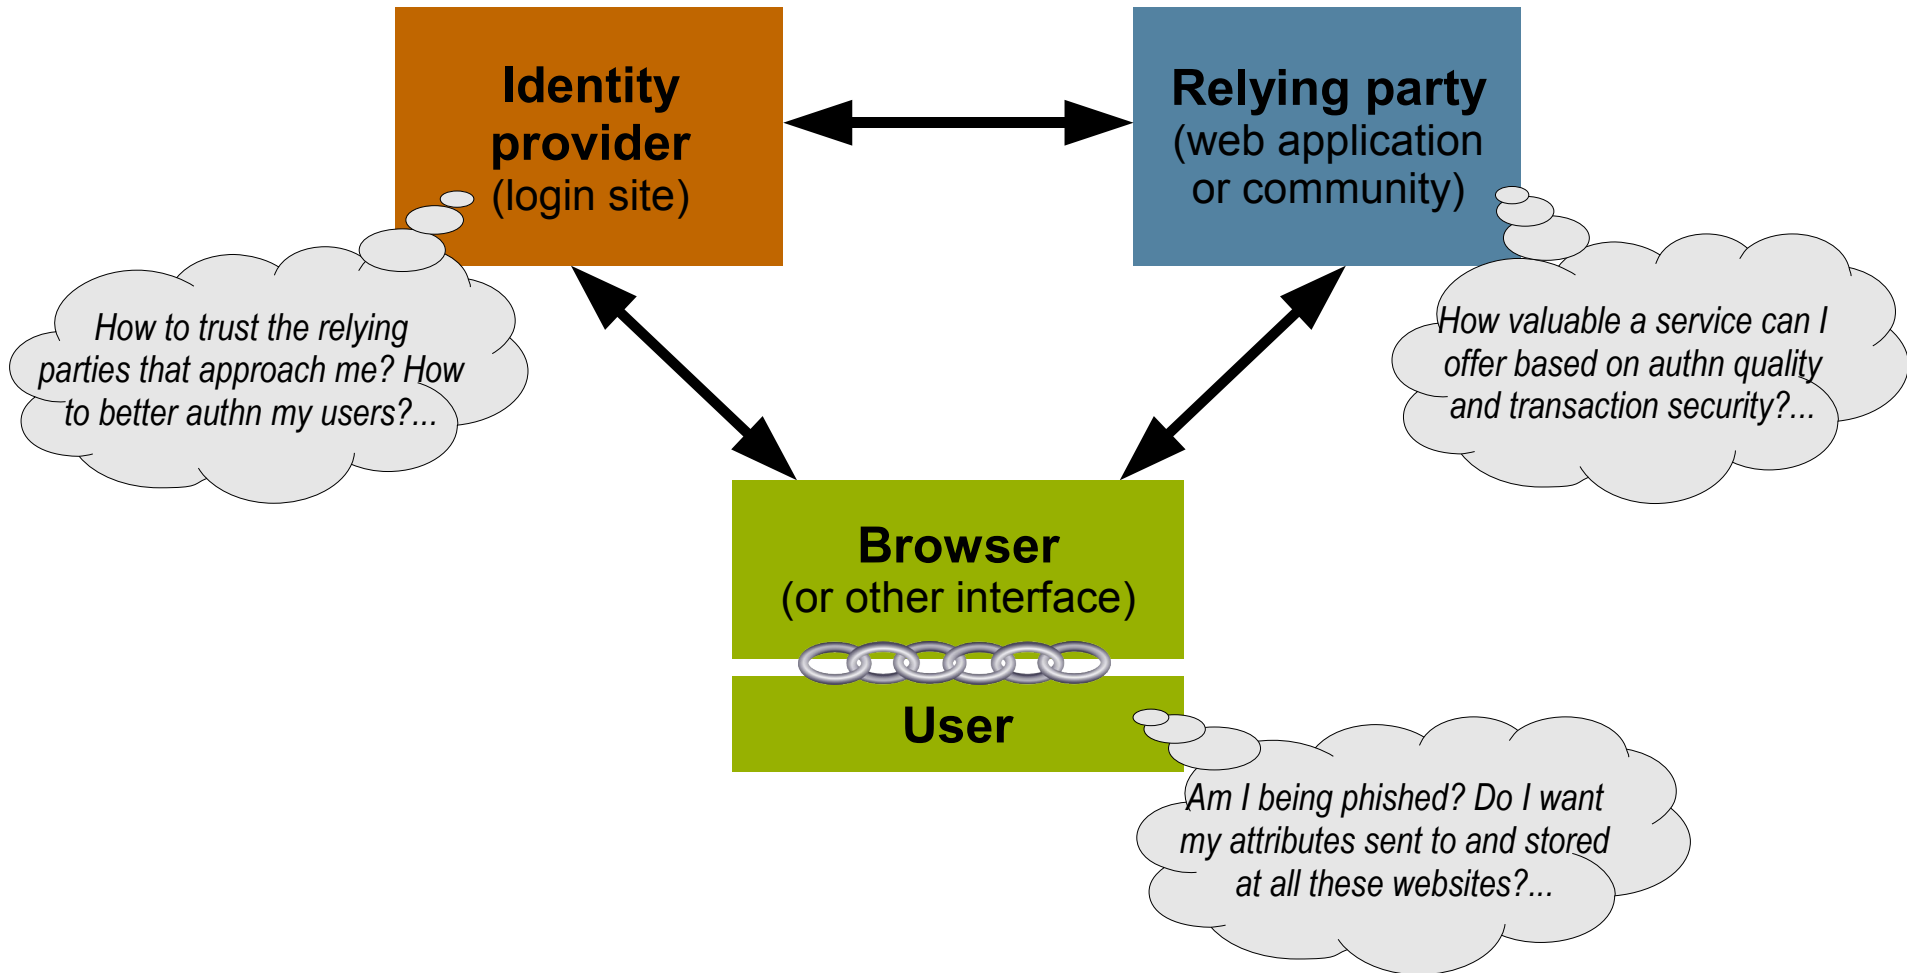 Identity
provider
(login site)
Relying party
(web application
or community)
How to trust the relying
parties that approach me? How
to better authn my users?...
How valuable a service can I
offer based on authn quality
and transaction security?...
Browser
(or other interface)
User
Am I being phished? Do I want
my attributes sent to and stored
at all these websites?...